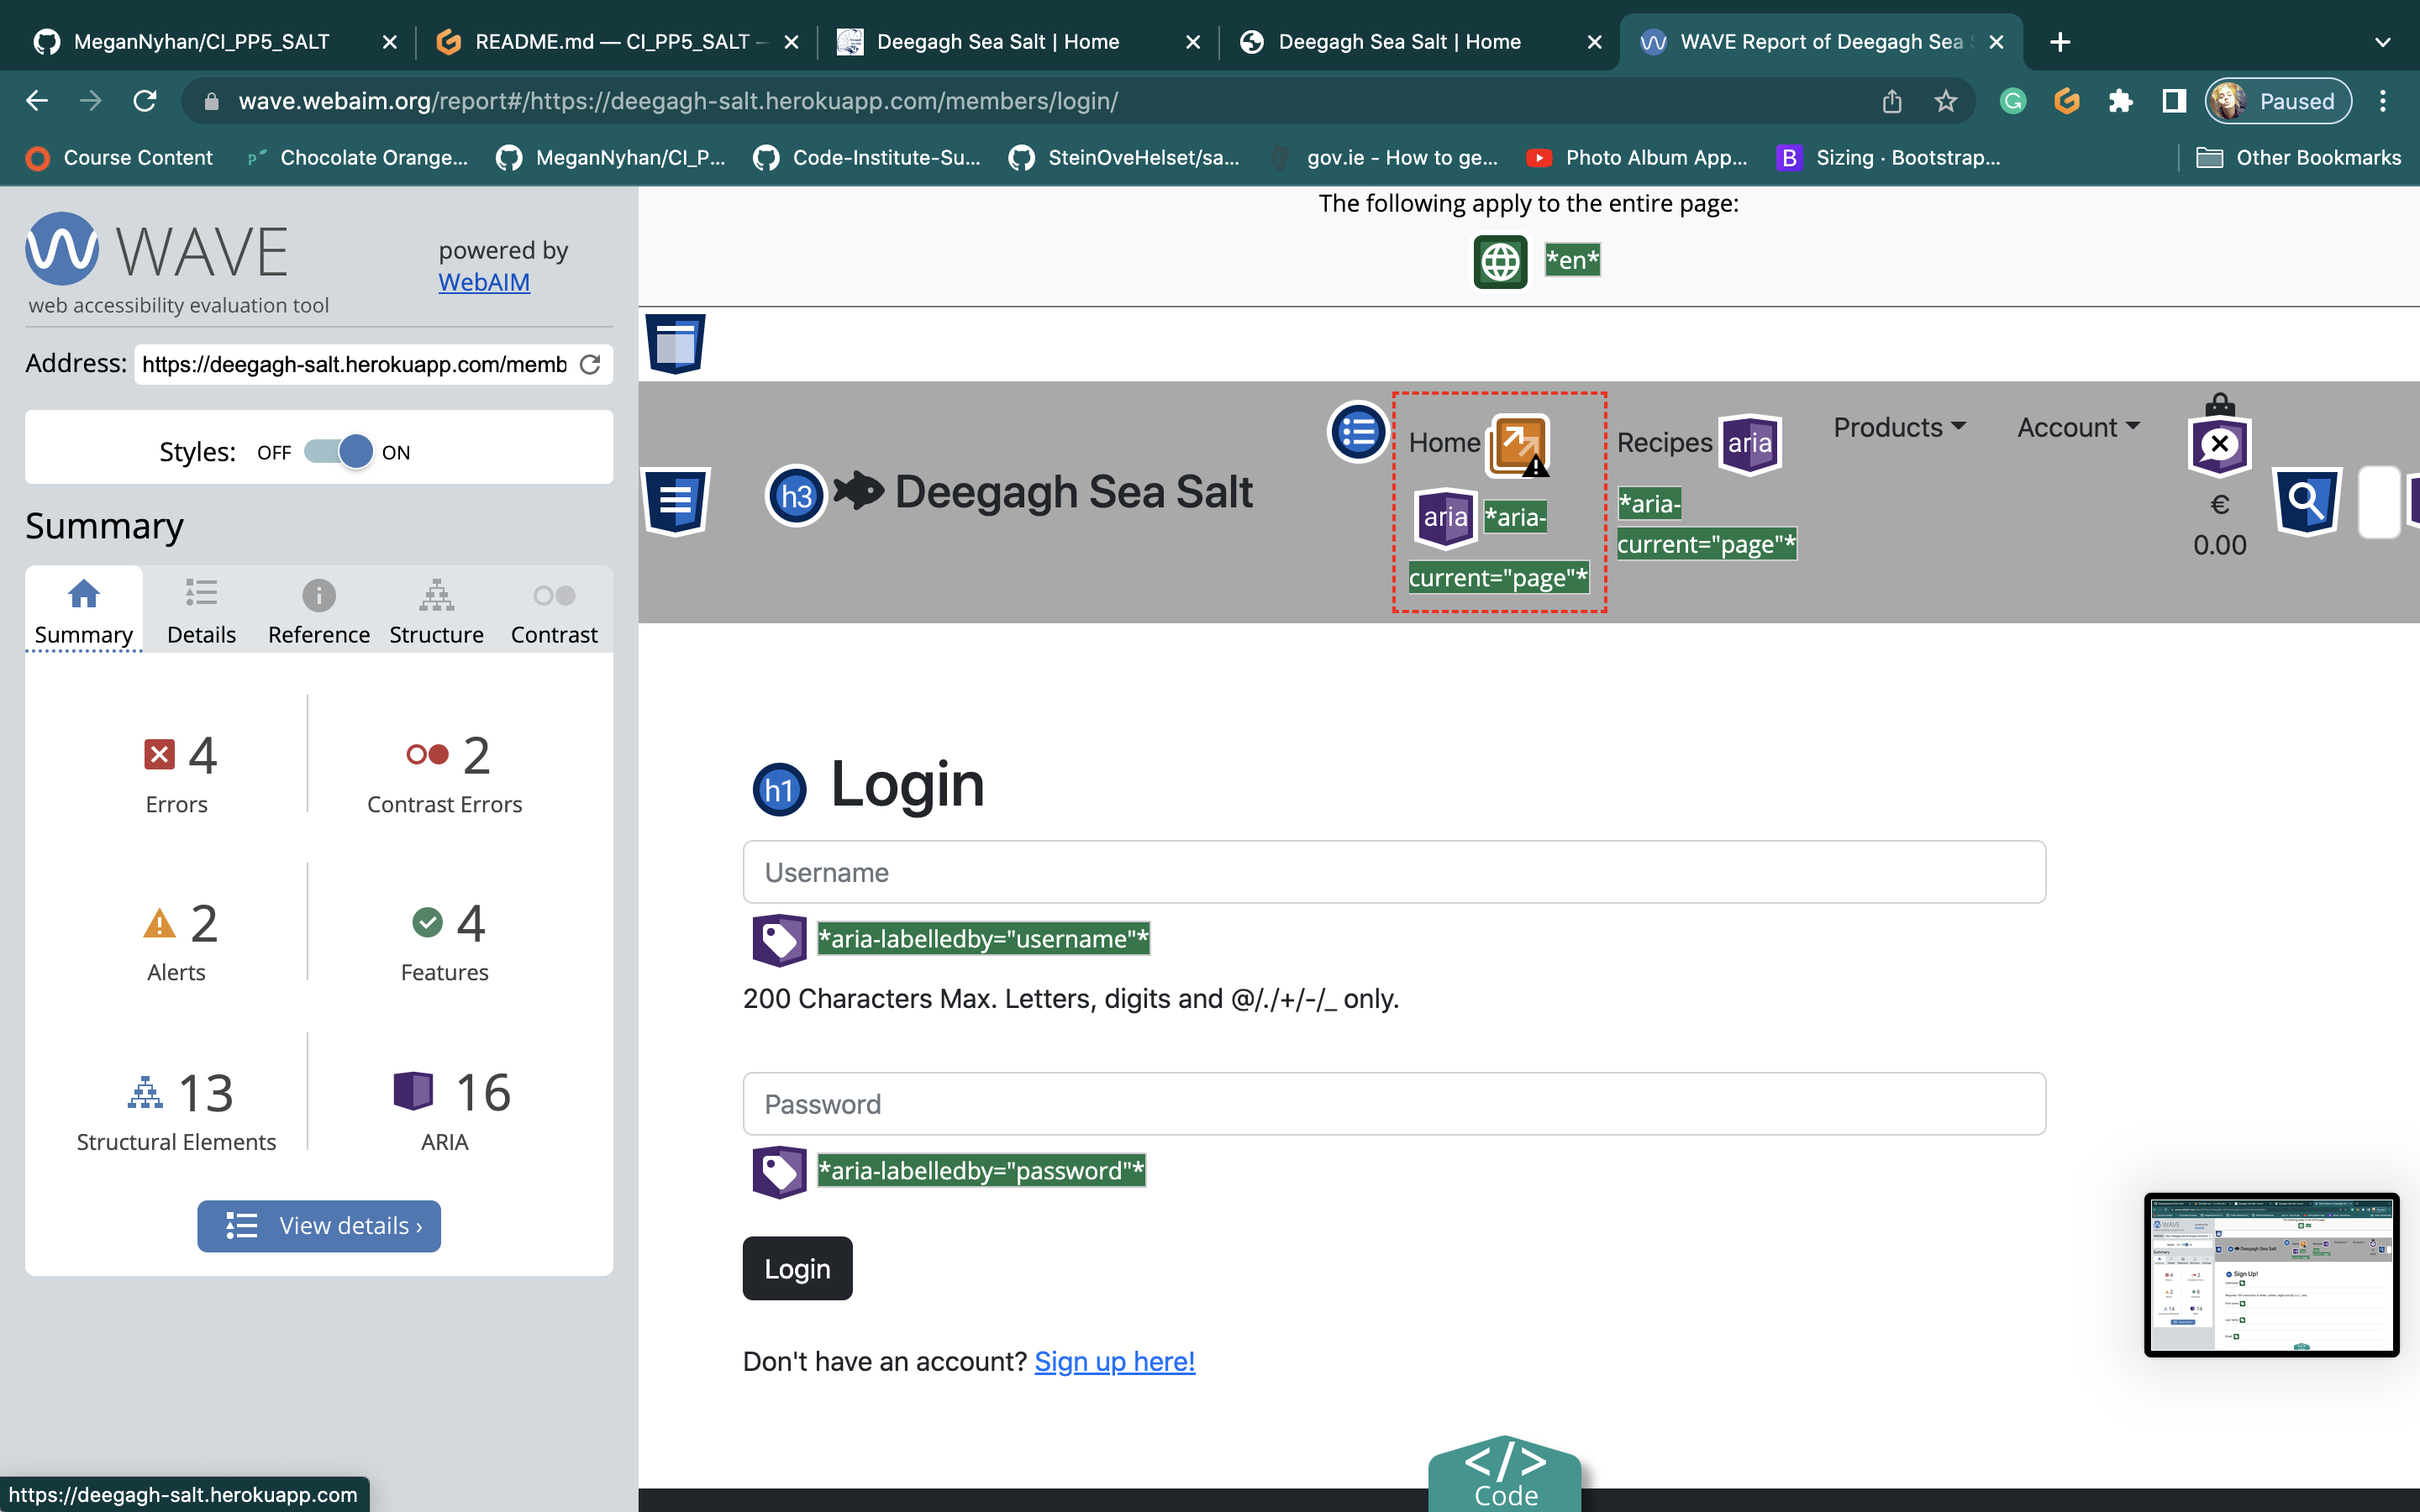 MeganNyhan/CI_PP5_SALT
README.md — CI_PP5_SALT –
Deegagh Sea Salt | Home
Deegagh Sea Salt | Home
WAVE Report of Deegagh Sea
wave.webaim.org/report#/https://deegagh-salt.herokuapp.com/members/login/
Paused
Course Content
Chocolate Orange...
MeganNyhan/CI_P...
Code-Institute-Su...
SteinOveHelset/sa...
gov.ie - How to ge...
Photo Album App...
B
Sizing · Bootstrap...
Other Bookmarks
WAVE
web accessibility evaluation tool
powered by
WebAIM
Address: https://deegagh-salt.herokuapp.com/memb
Styles: OFF ON
Summary
Summary Details Reference Structure Contrast
4
Errors
2
Contrast Errors
2
Alerts
4
Features
13
Structural Elements
16
ARIA
View details ›
The following apply to the entire page:
*en*
h3 Deegagh Sea Salt
Home
aria *aria-
current="page"*
Recipes aria
*aria-
current="page"*
Products
Account
€
0.00
h1 Login
Username
*aria-labelledby="username"*
200 Characters Max. Letters, digits and @/./+/-/_ only.
Password
*aria-labelledby="password"*
Login
Don't have an account? Sign up here!
</>
Code
https://deegagh-salt.herokuapp.com
WAVE
Sign Up!